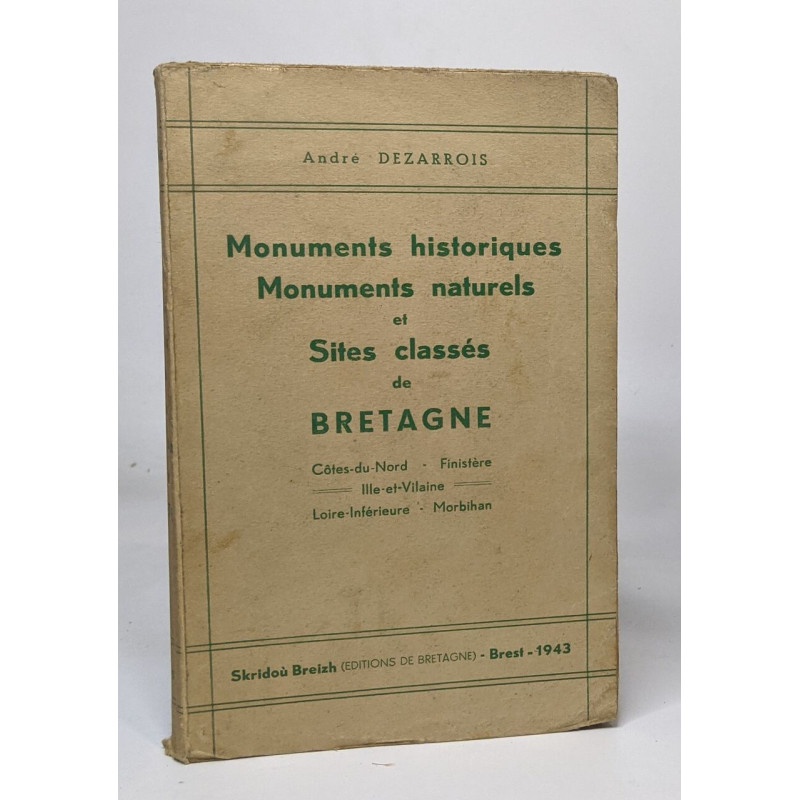 André DEZARROIS
Monuments historiques
Monuments naturels
et
Sites classés
de
BRETAGNE
Côtes-du-Nord - Finistère
Ille-et-Vilaine
Loire-Inférieure - Morbihan
Skridoù Breizh (EDITIONS DE BRETAGNE) - Brest - 1943